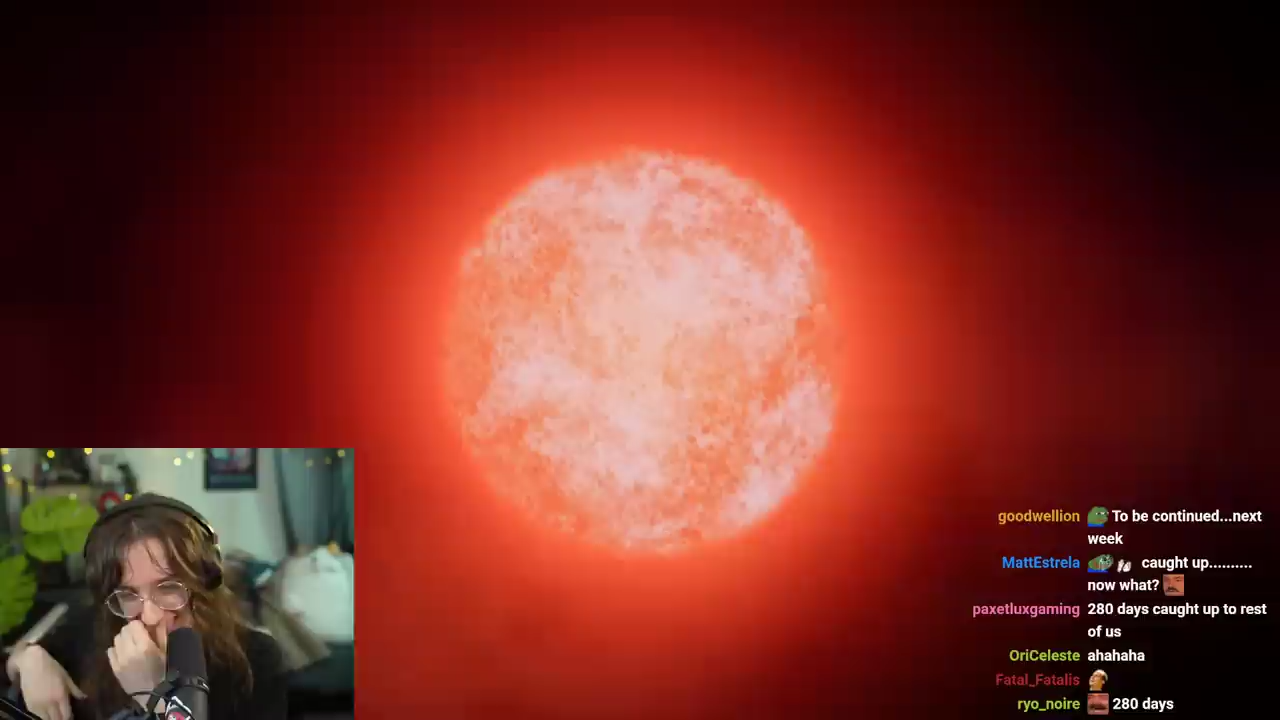 goodwellion To be continued...next
week
MattEstrela caught up..........
now what?
paxetluxgaming 280 days caught up to rest
of us
OriCeleste ahahaha
Fatal_Fatalis
ryo_noire 280 days